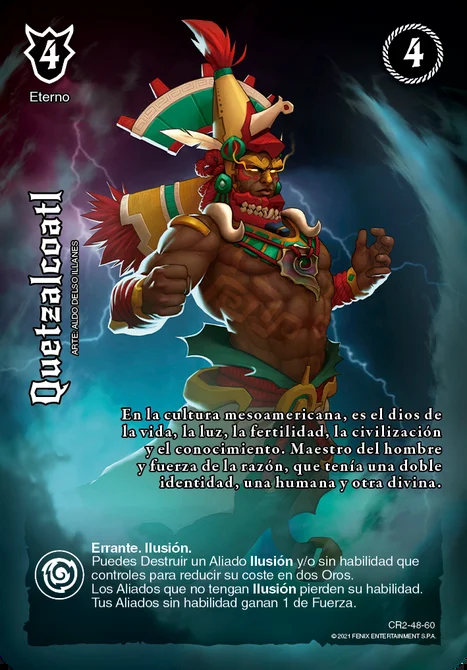 4
4
Eterno
Quetzalcoatl
ARTE: ALDO DELSO ILLANES
En la cultura mesoamericana, es el dios de
la vida, la luz, la fertilidad, la civilización
y el conocimiento. Maestro del hombre
y fuerza de la razón, que tenía una doble
identidad, una humana y otra divina.
Errante. Ilusión.
Puedes Destruir un Aliado Ilusión y/o sin habilidad que
controles para reducir su coste en dos Oros.
Los Aliados que no tengan Ilusión pierden su habilidad.
Tus Aliados sin habilidad ganan 1 de Fuerza.
CR2-48-60
© 2021 FENIX ENTERTAINMENT S.P.A.